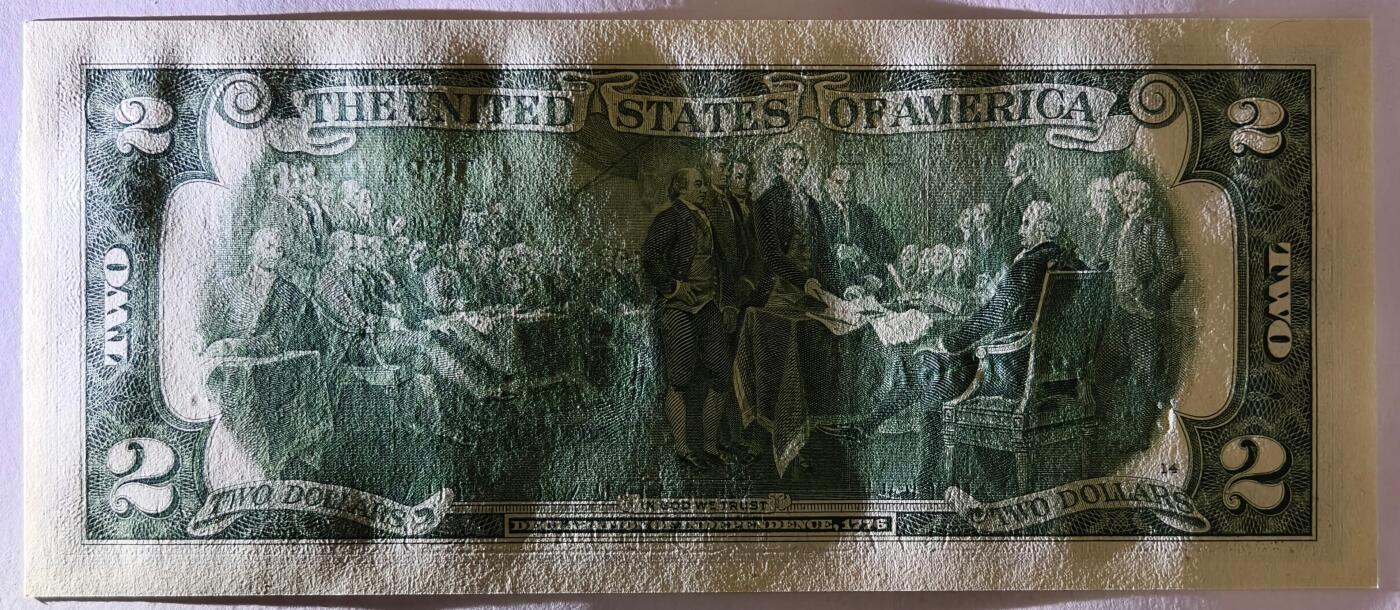 THE UNITED STATES OF AMERICA
2
2
TWO
TWO
14
2
2
TWO DOLLARS
TWO DOLLARS
IN GOD WE TRUST
DECLARATION OF INDEPENDENCE, 1776